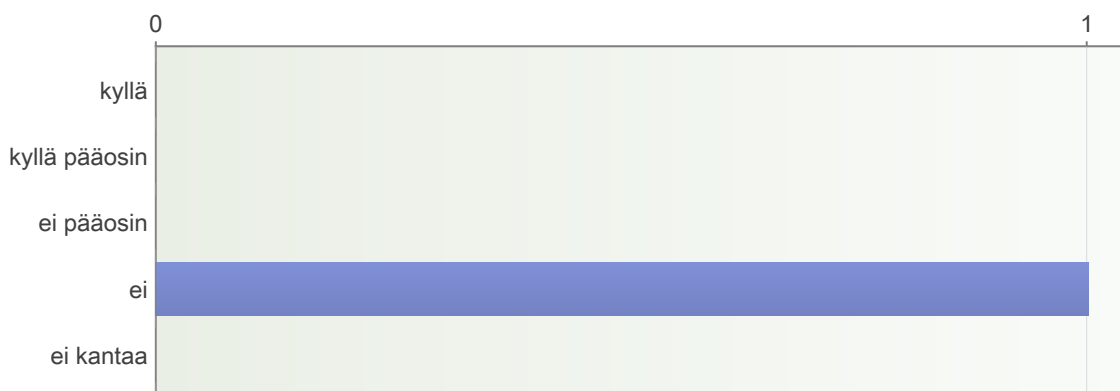 0 1
kyllä
kyllä pääosin
ei pääosin
ei
ei kantaa